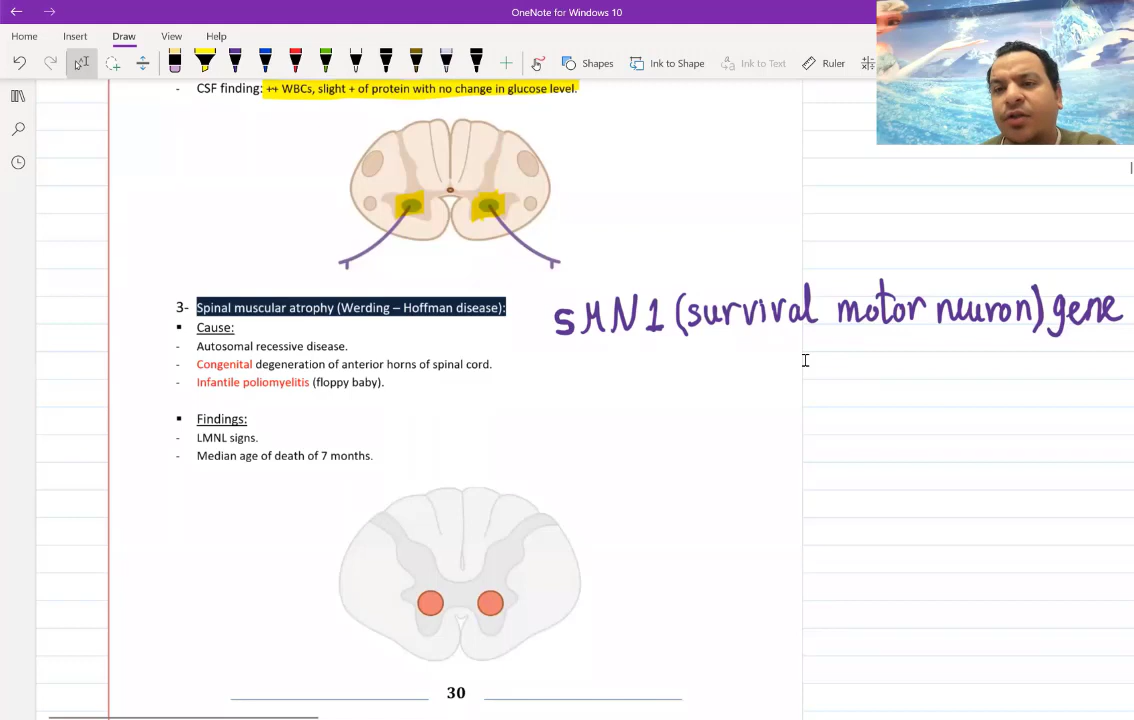 OneNote for Windows 10
Home Insert Draw View Help
Shapes Ink to Shape Ink to Text Ruler
- CSF finding: ++ WBCs, slight + of protein with no change in glucose level.
3- Spinal muscular atrophy (Werding – Hoffman disease):
SMN1 (survival motor neuron) gene
▪ Cause:
- Autosomal recessive disease.
- Congenital degeneration of anterior horns of spinal cord.
- Infantile poliomyelitis (floppy baby).
▪ Findings:
- LMNL signs.
- Median age of death of 7 months.
30